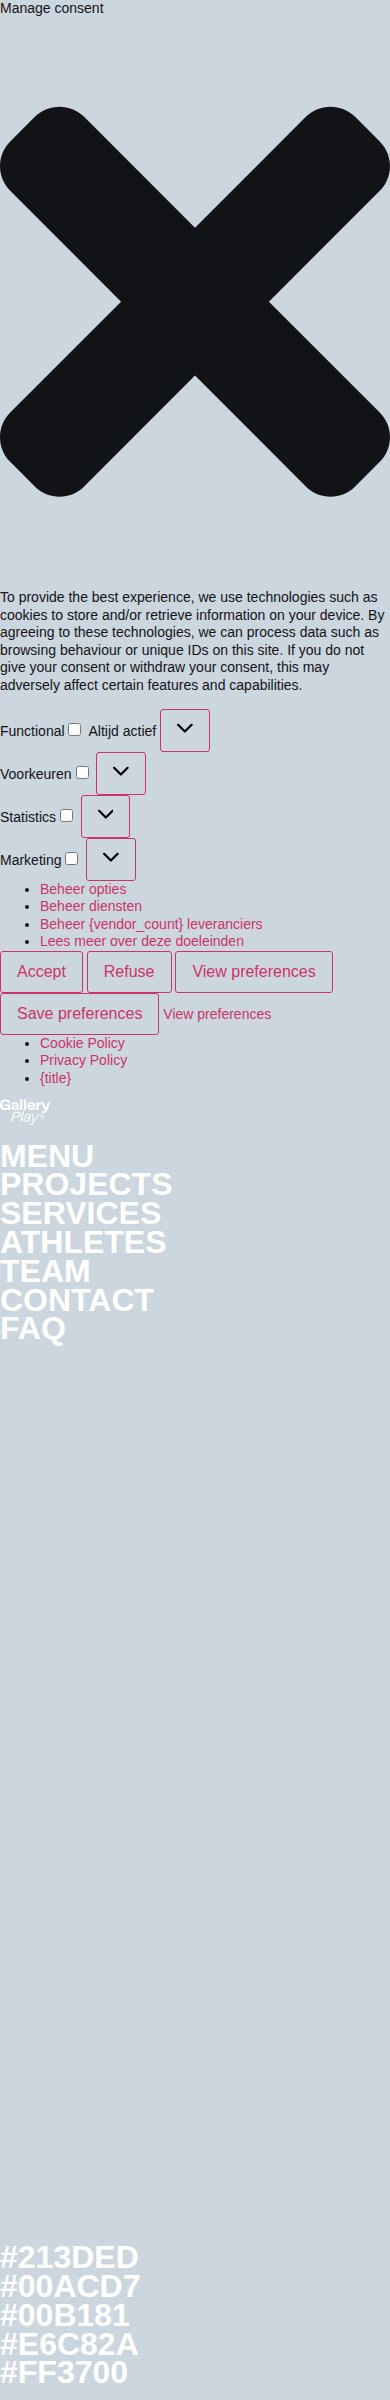 Manage consent
To provide the best experience, we use technologies such as
cookies to store and/or retrieve information on your device. By
agreeing to these technologies, we can process data such as
browsing behaviour or unique IDs on this site. If you do not
give your consent or withdraw your consent, this may
adversely affect certain features and capabilities.
Functional Altijd actief
Voorkeuren
Statistics
Marketing
Beheer opties
Beheer diensten
Beheer {vendor_count} leveranciers
Lees meer over deze doeleinden
Accept Refuse View preferences
Save preferences View preferences
Cookie Policy
Privacy Policy
{title}
Gallery
Play+
MENU
PROJECTS
SERVICES
ATHLETES
TEAM
CONTACT
FAQ
#213DED
#00ACD7
#00B181
#E6C82A
#FF3700